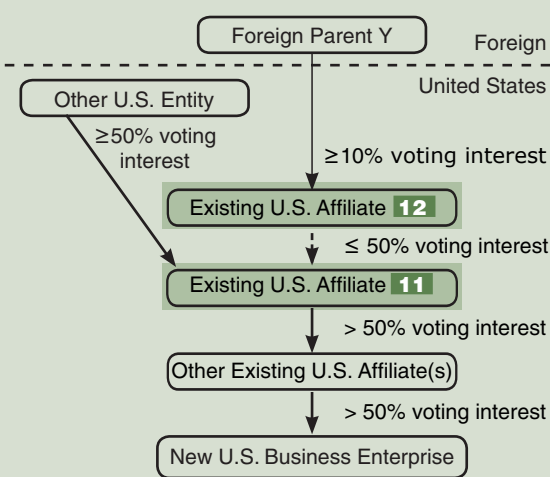 Foreign Parent Y
Foreign
United States
Other U.S. Entity
≥50% voting
interest
≥10% voting interest
Existing U.S. Affiliate 12
≤ 50% voting interest
Existing U.S. Affiliate 11
> 50% voting interest
Other Existing U.S. Affiliate(s)
> 50% voting interest
New U.S. Business Enterprise